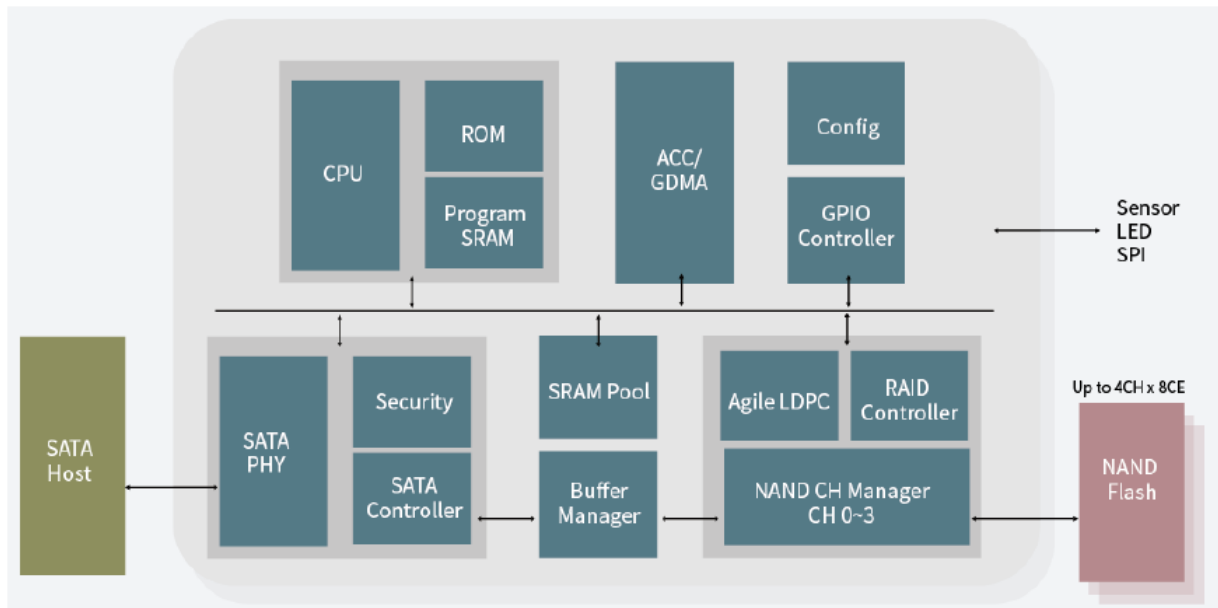 CPU
ROM
Program
SRAM
ACC/
GDMA
Config
GPIO
Controller
Sensor
LED
SPI
SATA
Host
SATA
PHY
Security
SATA
Controller
SRAM Pool
Buffer
Manager
Agile LDPC
RAID
Controller
NAND CH Manager
CH 0~3
Up to 4CH x 8CE
NAND
Flash